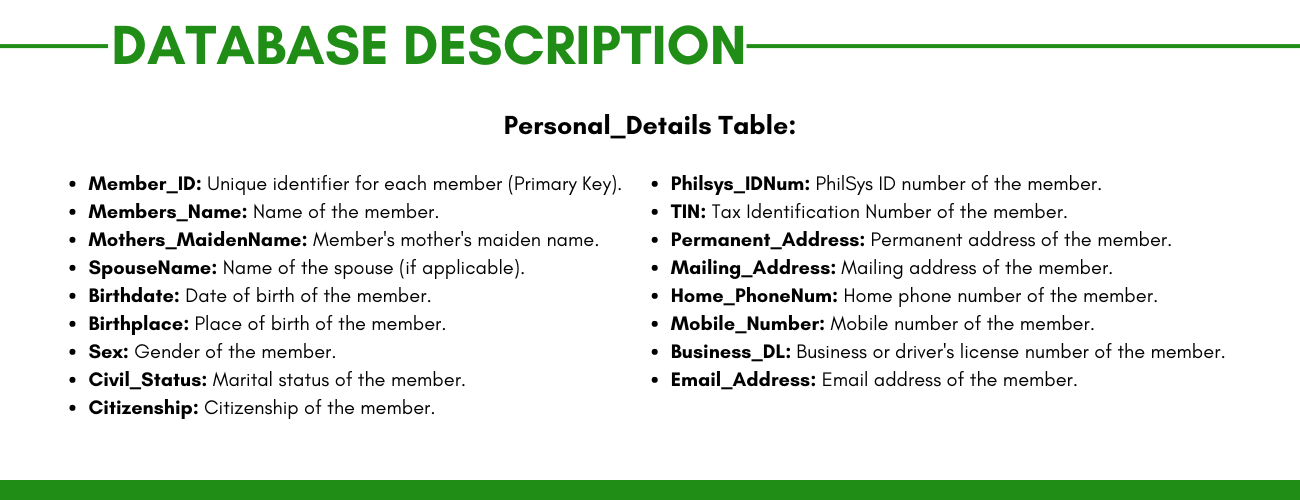 DATABASE DESCRIPTION
Personal_Details Table:
• Member_ID: Unique identifier for each member (Primary Key).
• Members_Name: Name of the member.
• Mothers_MaidenName: Member's mother's maiden name.
• SpouseName: Name of the spouse (if applicable).
• Birthdate: Date of birth of the member.
• Birthplace: Place of birth of the member.
• Sex: Gender of the member.
• Civil_Status: Marital status of the member.
• Citizenship: Citizenship of the member.
• Philsys_IDNum: PhilSys ID number of the member.
• TIN: Tax Identification Number of the member.
• Permanent_Address: Permanent address of the member.
• Mailing_Address: Mailing address of the member.
• Home_PhoneNum: Home phone number of the member.
• Mobile_Number: Mobile number of the member.
• Business_DL: Business or driver's license number of the member.
• Email_Address: Email address of the member.